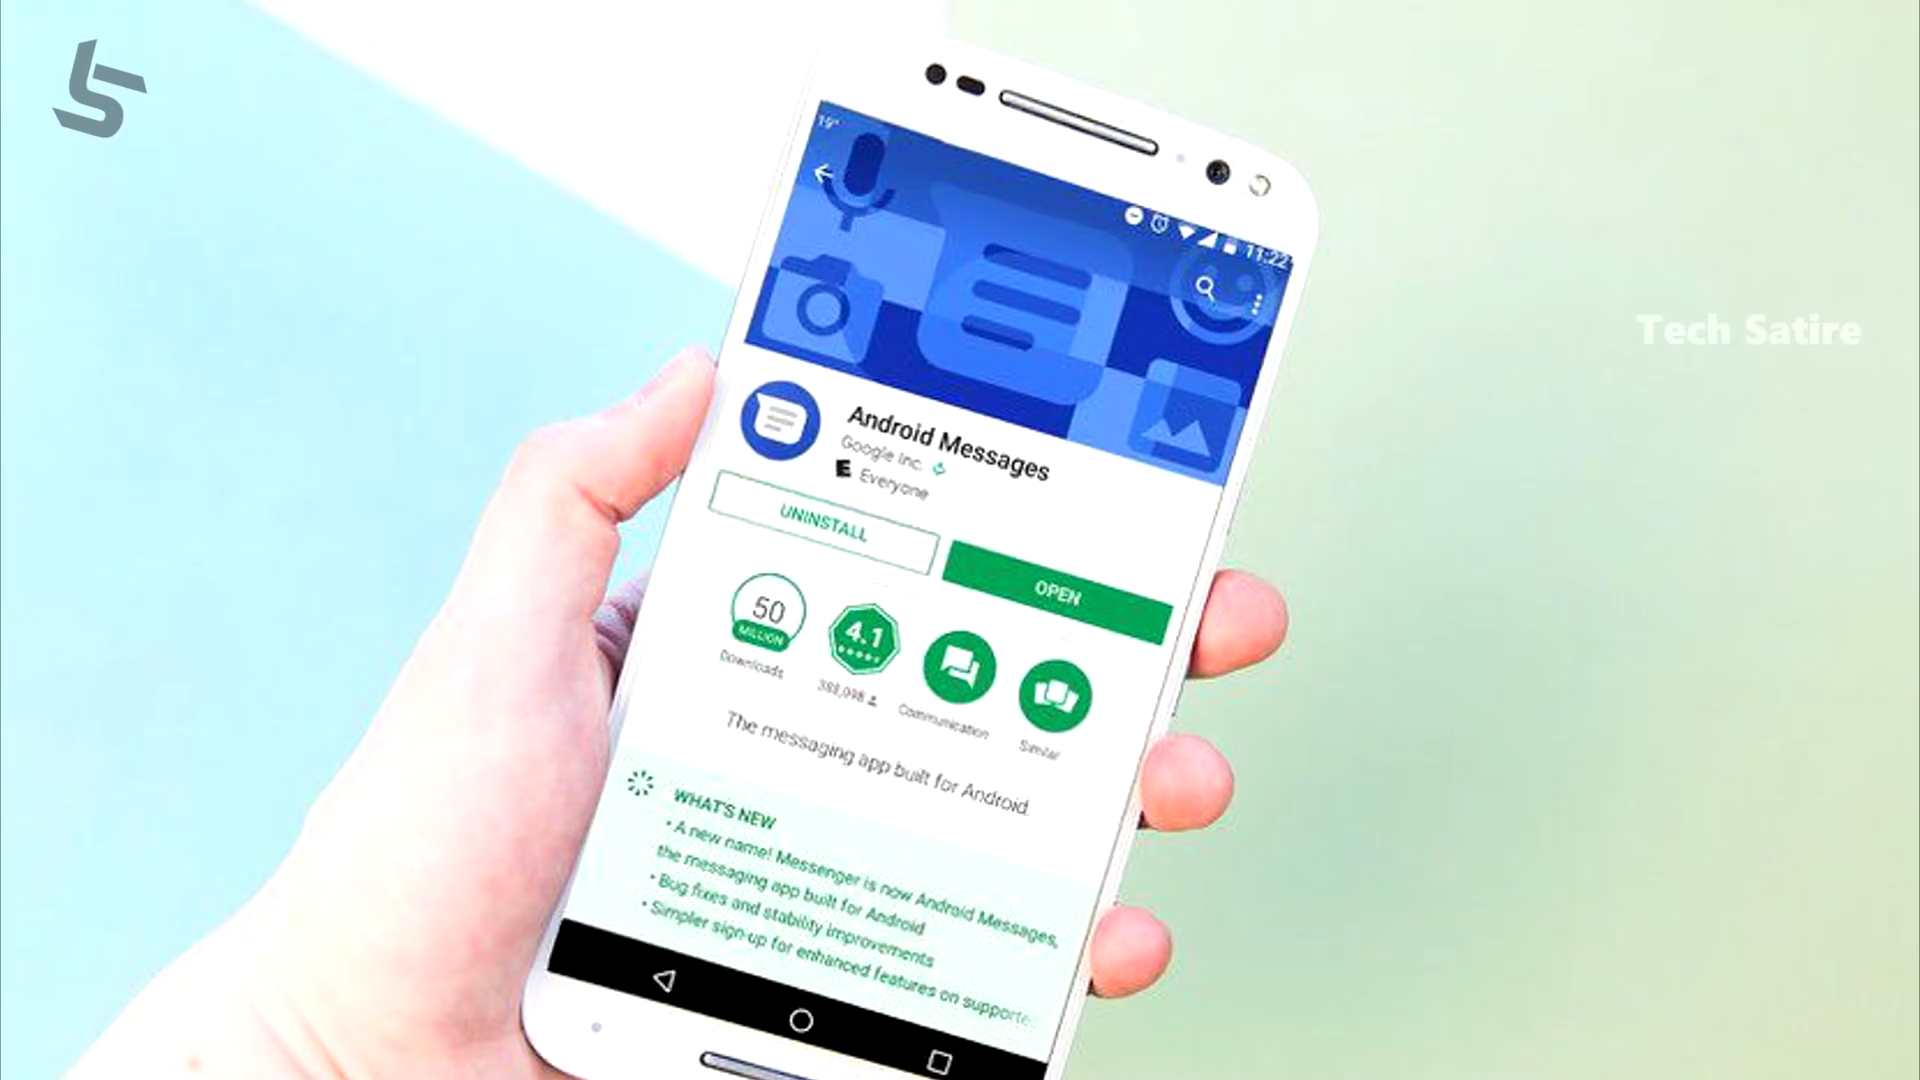 Tech Satire
19°
11:22
Android Messages
Google Inc.
Everyone
UNINSTALL
OPEN
50
MILLION
Downloads
4.1
Communication
Similar
The messaging app built for Android.
WHAT'S NEW
• A new name! Messenger is now Android Messages,
the messaging app built for Android
• Bug fixes and stability improvements
• Simpler sign-up for enhanced features on supporte